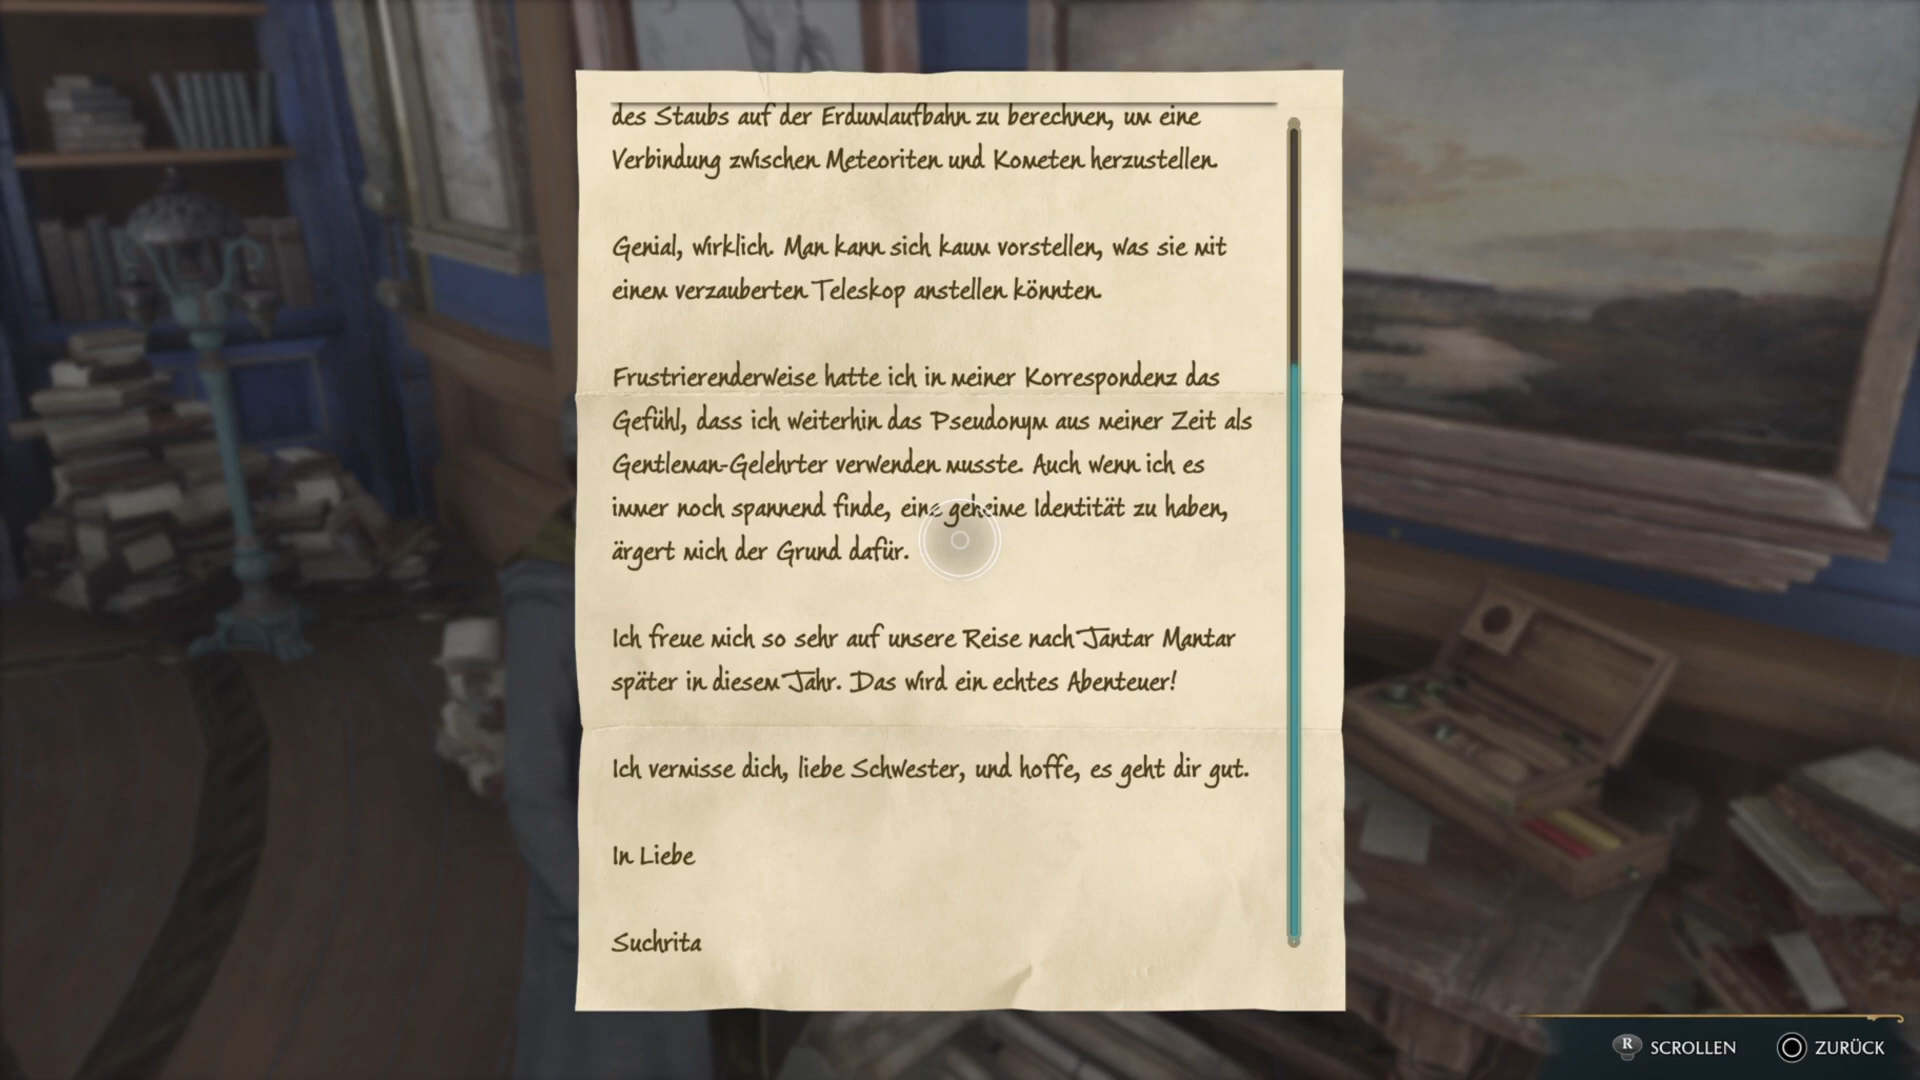 des Staubs auf der Erdumlaufbahn zu berechnen, um eine
Verbindung zwischen Meteoriten und Kometen herzustellen.
Genial, wirklich. Man kann sich kaum vorstellen, was sie mit
einem verzauberten Teleskop anstellen könnten.
Frustrierenderweise hatte ich in meiner Korrespondenz das
Gefühl, dass ich weiterhin das Pseudonym aus meiner Zeit als
Gentleman-Gelehrter verwenden musste. Auch wenn ich es
immer noch spannend finde, eine geheime Identität zu haben,
ärgert mich der Grund dafür.
Ich freue mich so sehr auf unsere Reise nach Jantar Mantar
später in diesem Jahr. Das wird ein echtes Abenteuer!
Ich vermisse dich, liebe Schwester, und hoffe, es geht dir gut.
In Liebe
Suchrita
R SCROLLEN ZURÜCK